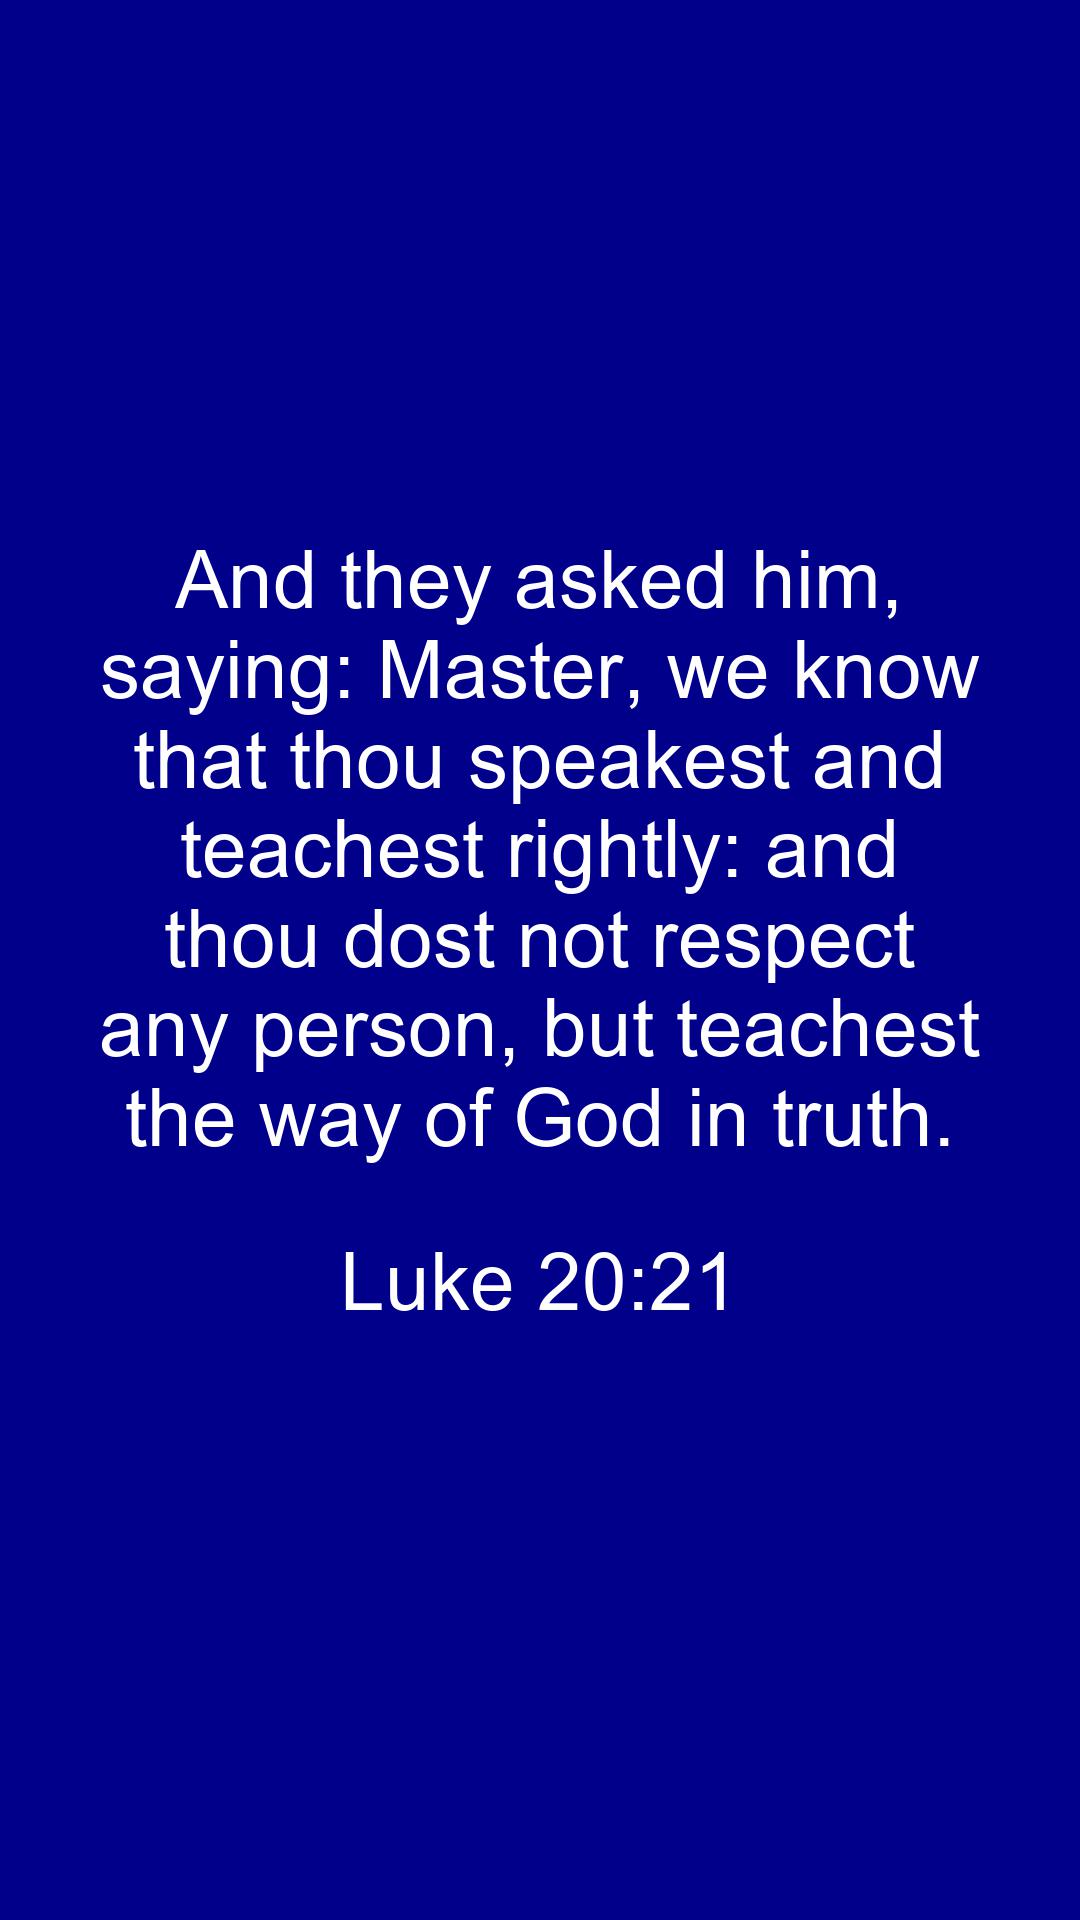 And they asked him,
saying: Master, we know
that thou speakest and
teachest rightly: and
thou dost not respect
any person, but teachest
the way of God in truth.
Luke 20:21